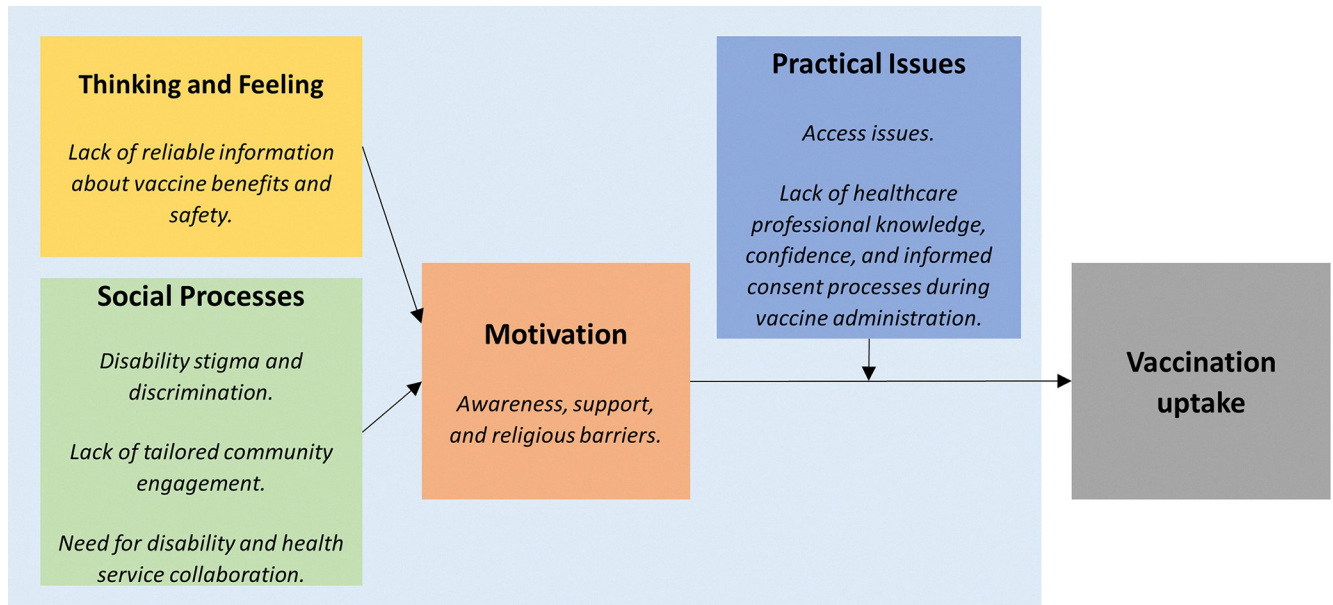 Thinking and Feeling
Lack of reliable information
about vaccine benefits and
safety.
Social Processes
Disability stigma and
discrimination.
Lack of tailored community
engagement.
Need for disability and health
service collaboration.
Motivation
Awareness, support,
and religious barriers.
Practical Issues
Access issues.
Lack of healthcare
professional knowledge,
confidence, and informed
consent processes during
vaccine administration.
Vaccination
uptake